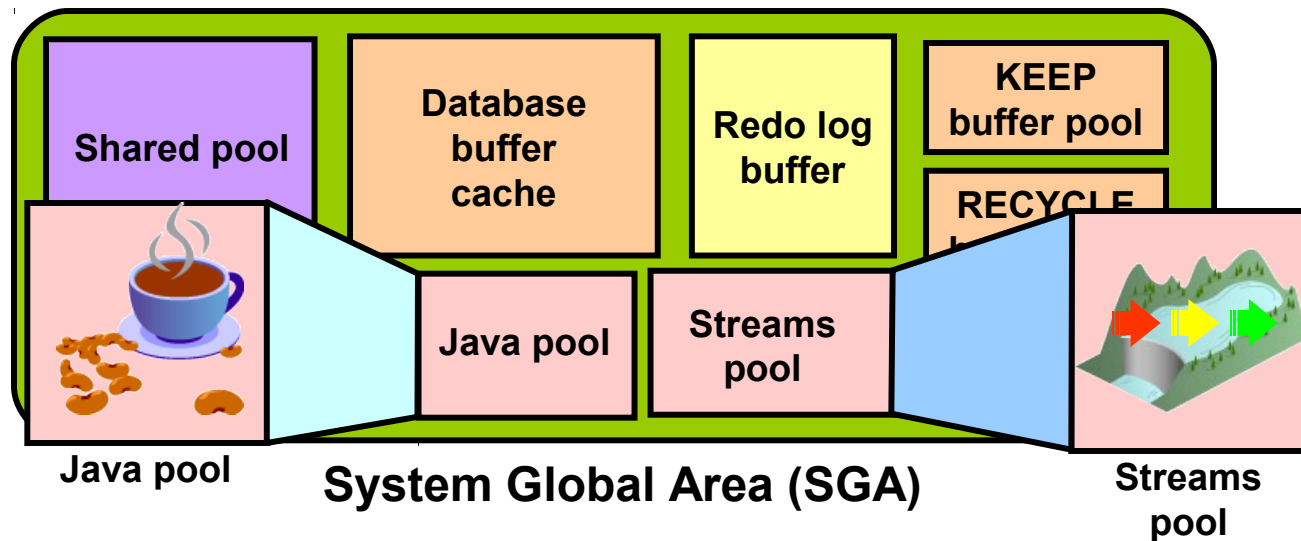 Shared pool
Database
buffer
cache
Redo log
buffer
KEEP
buffer pool
RECYCLE
Java pool
Streams
pool
Java pool
System Global Area (SGA)
Streams
pool